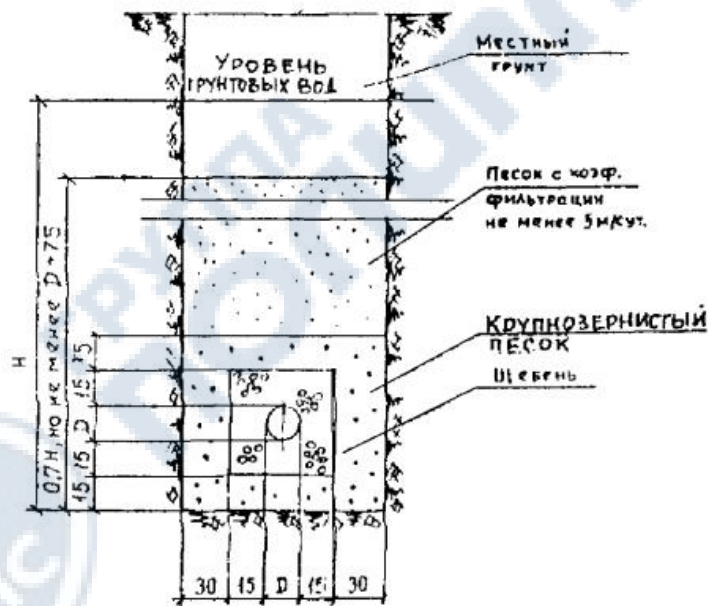 УРОВЕНЬ
ГРУНТОВЫХ ВОД
Местный
грунт
Песок с коэф.
фильтрации
не менее 5м/сут.
КРУПНОЗЕРНИСТЫЙ
ПЕСОК
Щебень
H
0,7H, но не менее D+75
15 15 D 15 15
30 15 D 15 30
ГРУППА